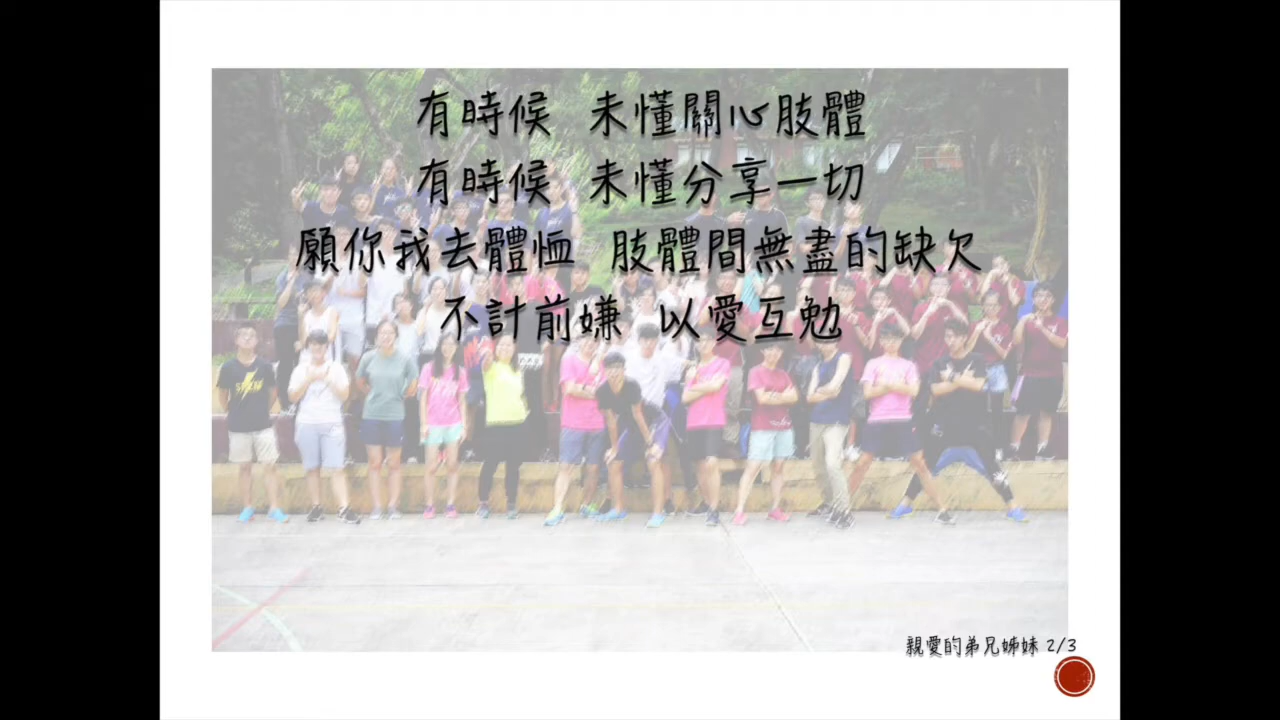 有時候 未懂關心肢體
有時候 未懂分享一切
願你我去體恤 肢體間無盡的缺欠
不計前嫌 以愛互勉
親愛的弟兄姊妹 2/3